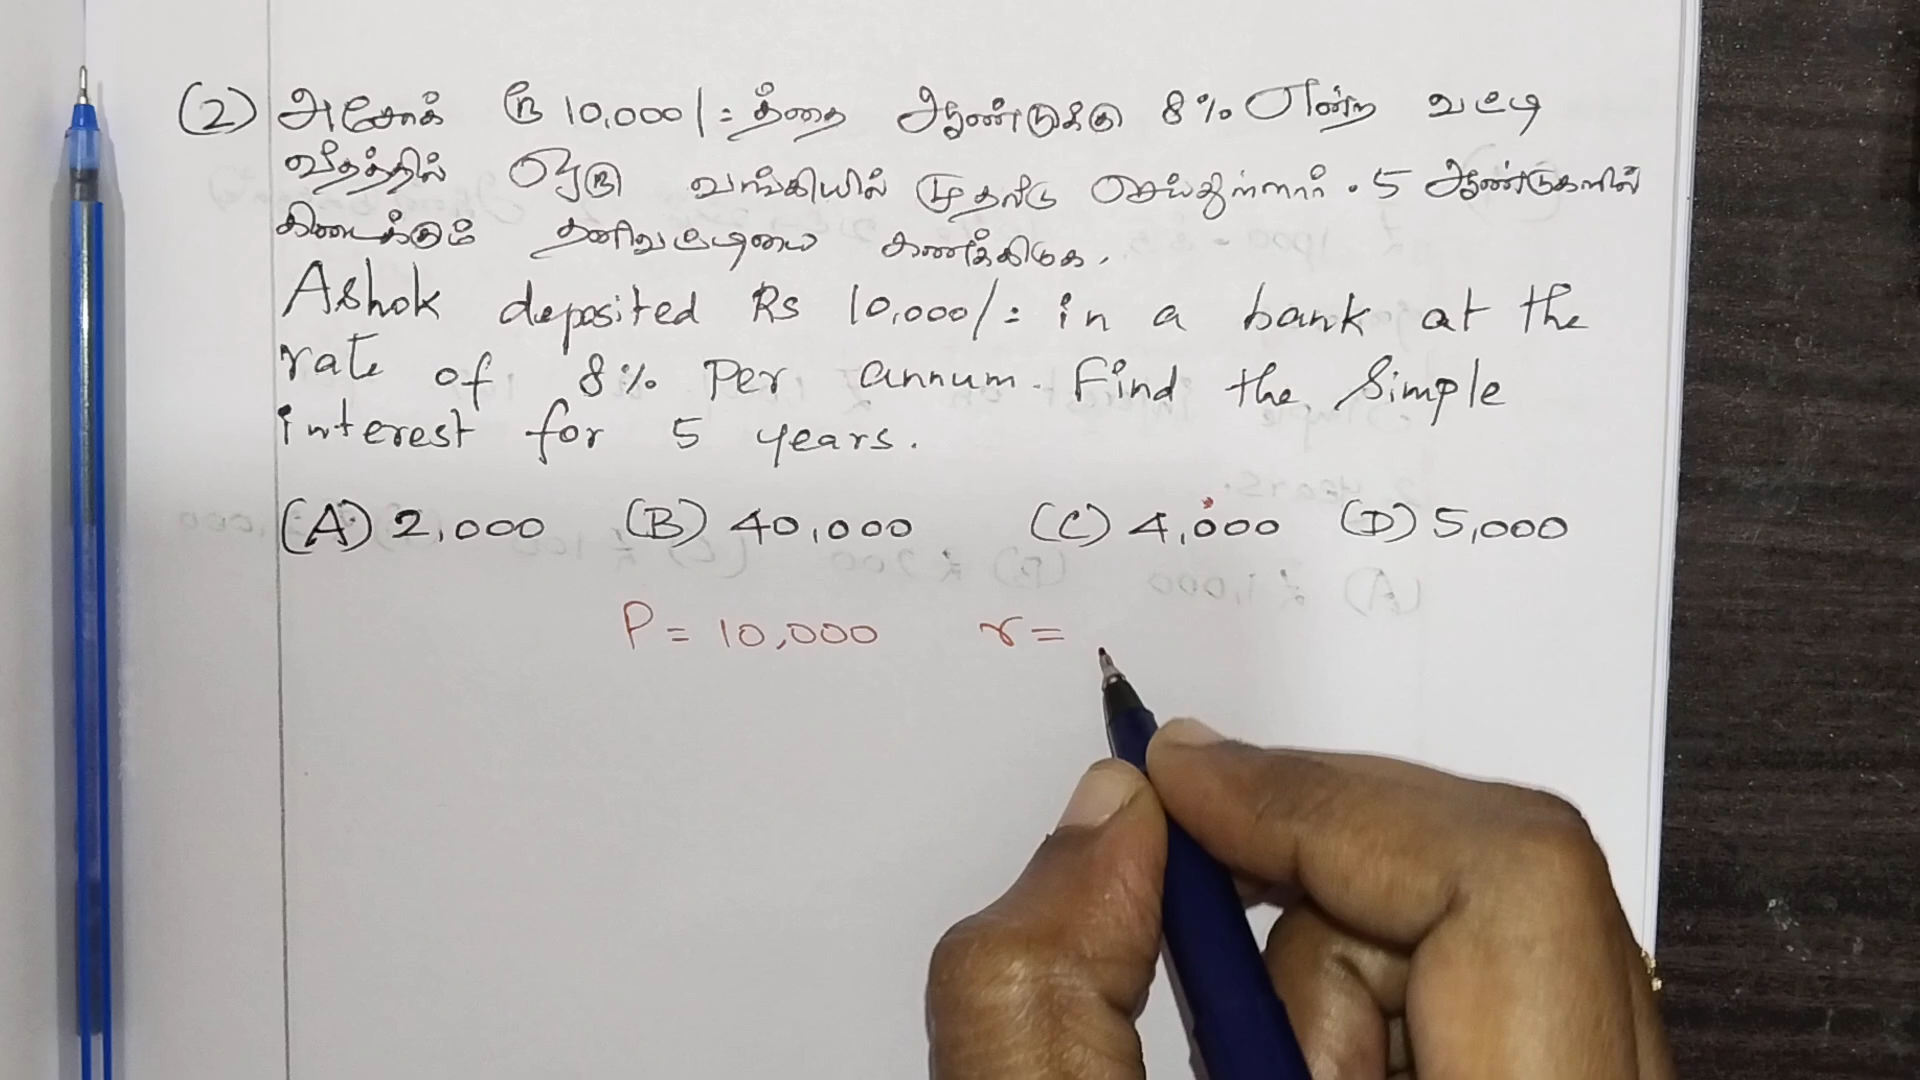 (2) அசோக் ரூ 10,000/= த்தை ஆண்டுக்கு 8% என்ற வட்டி
வீதத்தில் ஒரு வங்கியில் முதலீடு செய்துள்ளார். 5 ஆண்டுகளில்
கிடைக்கும் தனிவட்டியை கணக்கிடுக.
Ashok deposited Rs 10,000/= in a bank at the
rate of 8% Per annum. Find the Simple
interest for 5 years.
(A) 2,000 (B) 40,000 (C) 4,000 (D) 5,000
P = 10,000 r =